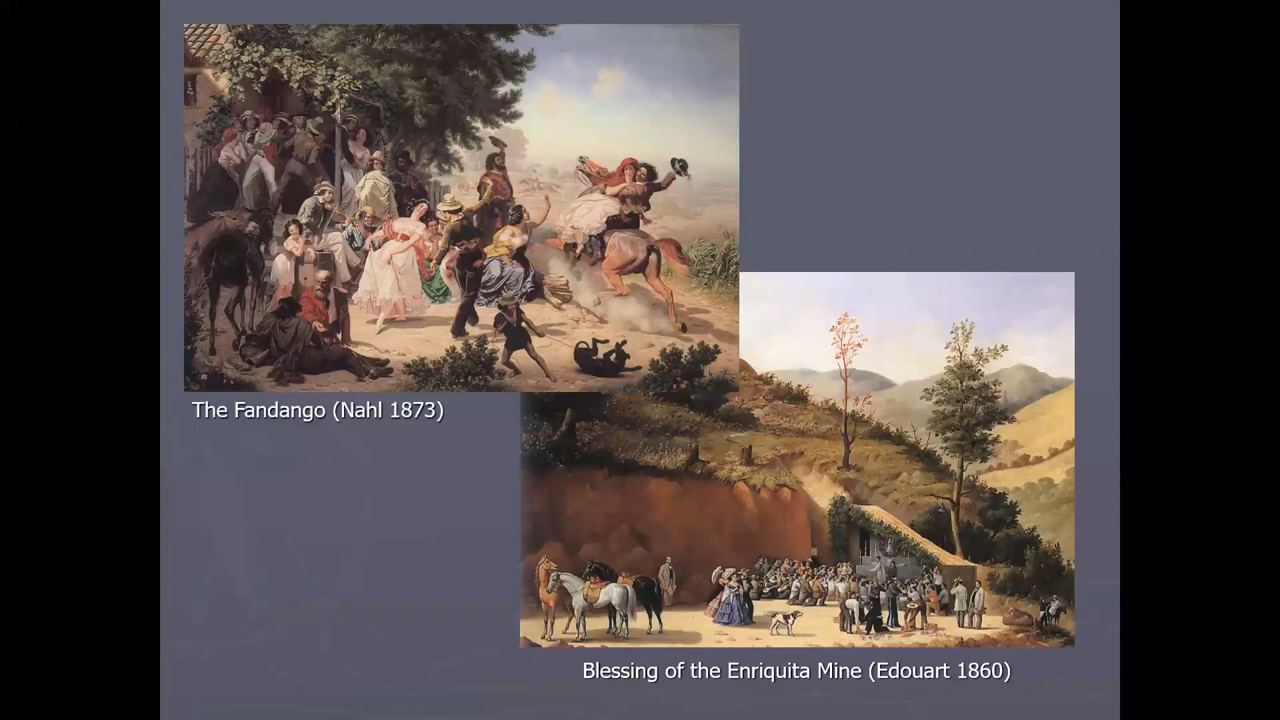 The Fandango (Nahl 1873)
Blessing of the Enriquita Mine (Edouart 1860)